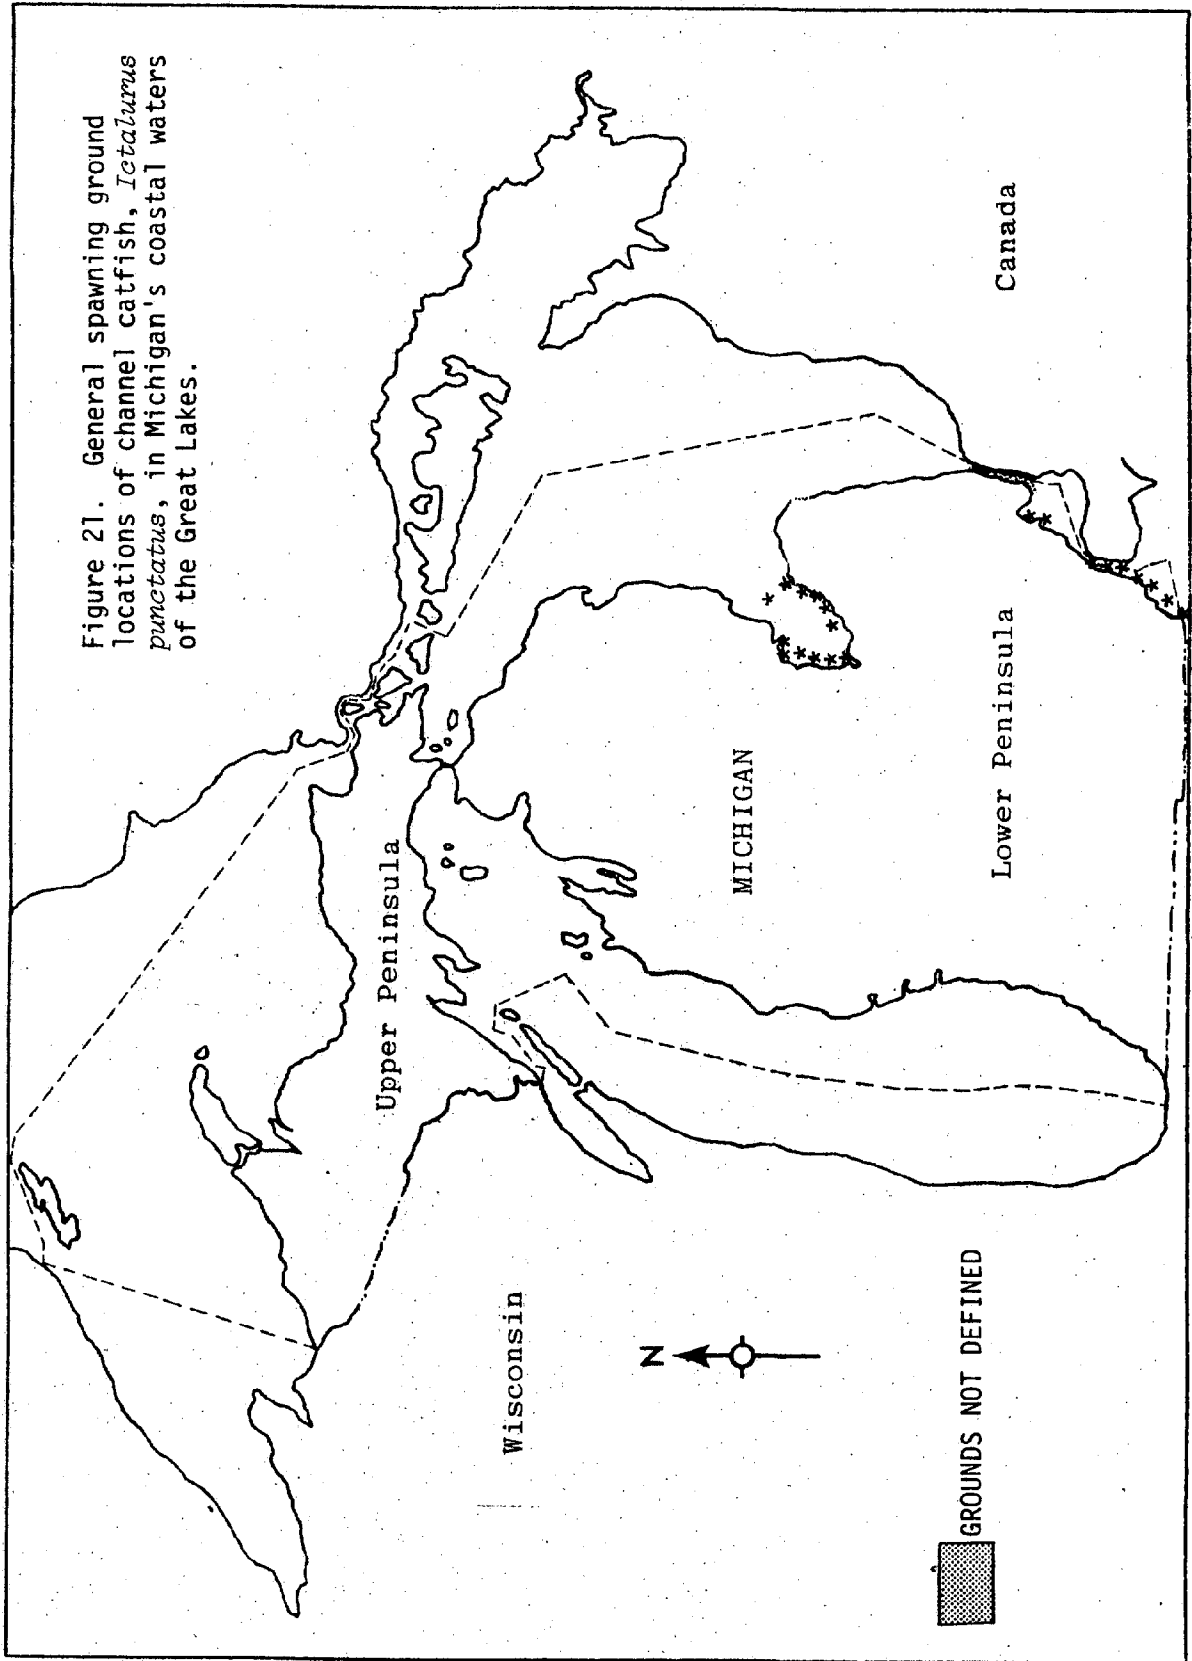 Figure 21. General spawning ground
locations of channel catfish, Ictalurus
punctatus, in Michigan's coastal waters
of the Great Lakes.
Upper Peninsula
Wisconsin
N
MICHIGAN
Canada
Lower Peninsula
GROUNDS NOT DEFINED